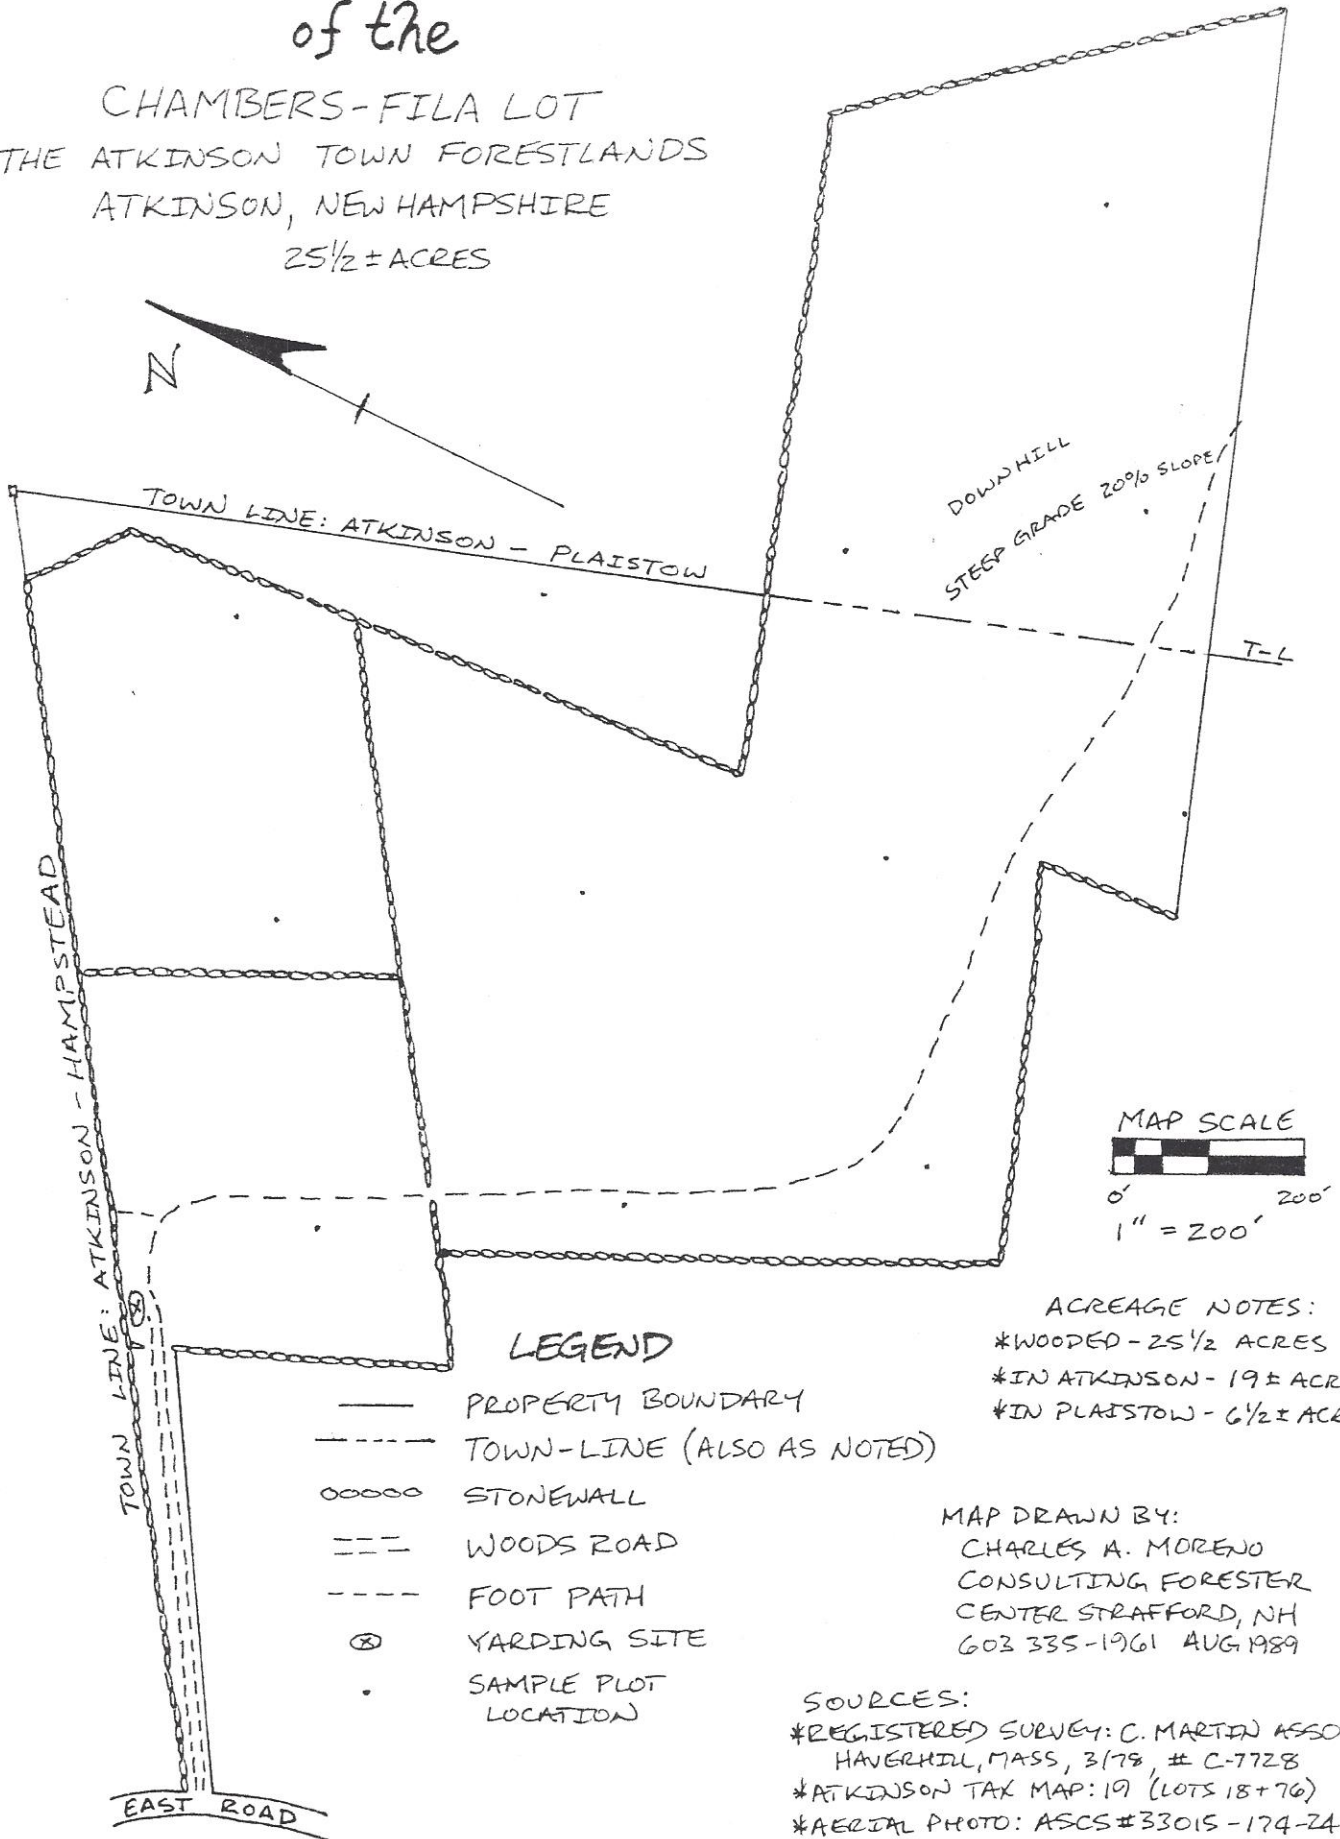 of the
CHAMBERS-FILA LOT
THE ATKINSON TOWN FORESTLANDS
ATKINSON, NEW HAMPSHIRE
25½ ± ACRES
N
TOWN LINE: ATKINSON - PLAISTOW
DOWNHILL
STEEP GRADE 20% SLOPE
T-L
TOWN LINE: ATKINSON - HAMPSTEAD
MAP SCALE
0' 200'
1" = 200'
ACREAGE NOTES:
*WOODED - 25½ ACRES
*IN ATKINSON - 19± ACR
*IN PLAISTOW - 6½± AC
LEGEND
PROPERTY BOUNDARY
TOWN-LINE (ALSO AS NOTED)
STONEWALL
WOODS ROAD
FOOT PATH
YARDING SITE
SAMPLE PLOT
LOCATION
MAP DRAWN BY:
CHARLES A. MORENO
CONSULTING FORESTER
CENTER STRAFFORD, NH
603 335-1961 AUG 1989
SOURCES:
*REGISTERED SURVEY: C. MARTIN ASSO
HAVERHILL, MASS, 3/78, # C-7728
*ATKINSON TAX MAP: 19 (LOTS 18+76)
*AERIAL PHOTO: ASCS #33015-174-24
EAST ROAD